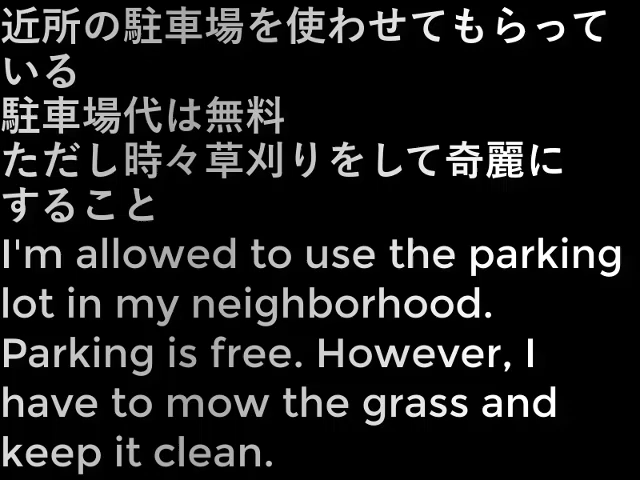 近所の駐車場を使わせてもらって
いる
駐車場代は無料
ただし時々草刈りをして奇麗に
すること
I'm allowed to use the parking
lot in my neighborhood.
Parking is free. However, I
have to mow the grass and
keep it clean.